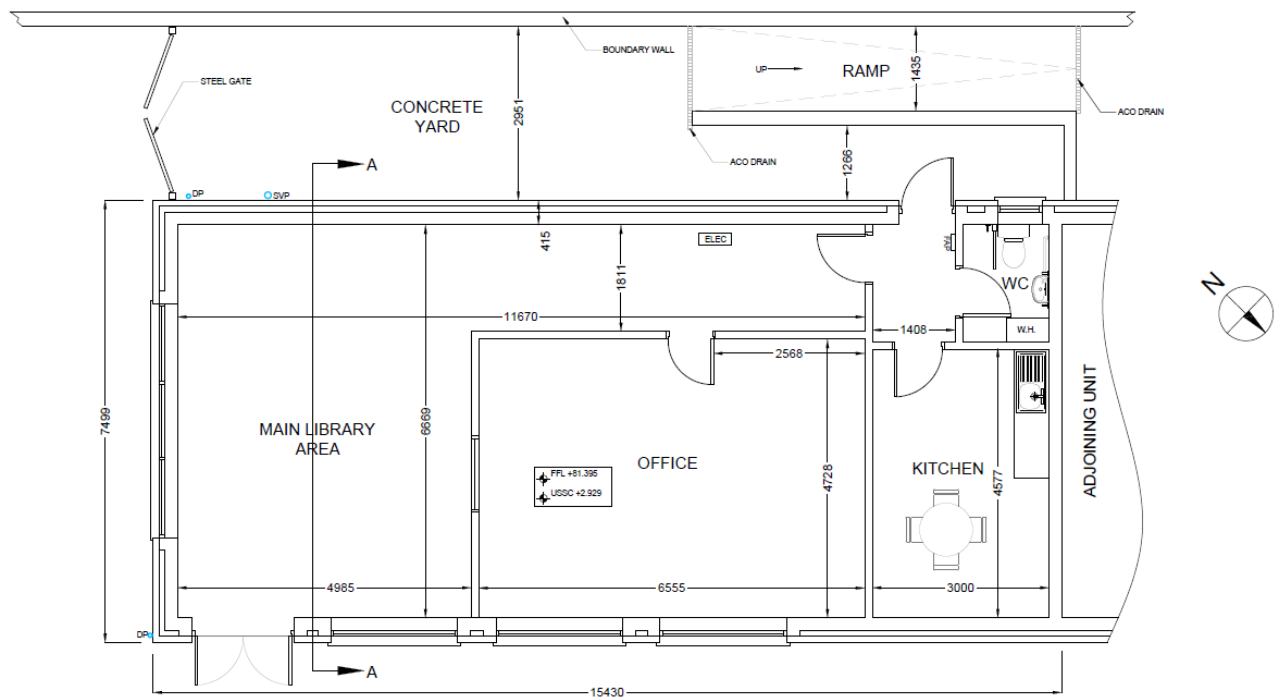 BOUNDARY WALL
STEEL GATE
UP
RAMP
1435
ACO DRAIN
CONCRETE
YARD
2951
ACO DRAIN
1266
A
DP
SVP
N
415
ELEC
FAP
1811
WC
11670
1408
W.H.
2568
7499
MAIN LIBRARY
AREA
6669
OFFICE
FFL +81.395
USSC +2.929
4728
KITCHEN
4577
ADJOINING UNIT
4985
6555
3000
DP
A
15430